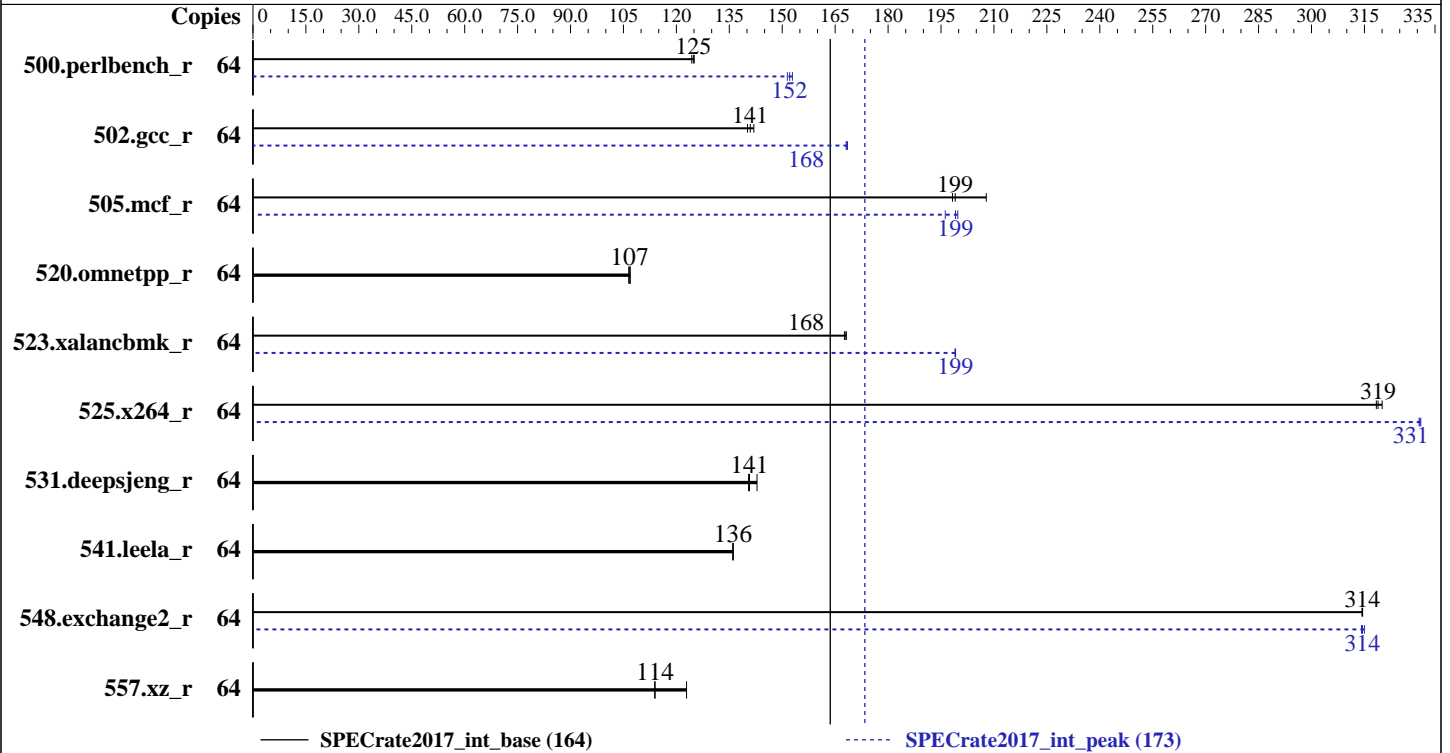 Copies 0 15.0 30.0 45.0 60.0 75.0 90.0 105 120 135 150 165 180 195 210 225 240 255 270 285 300 315 335
500.perlbench_r 64 125
152
502.gcc_r 64 141
168
505.mcf_r 64 199
199
520.omnetpp_r 64 107
523.xalancbmk_r 64 168
199
525.x264_r 64 319
331
531.deepsjeng_r 64 141
541.leela_r 64 136
548.exchange2_r 64 314
314
557.xz_r 64 114
SPECrate2017_int_base (164) SPECrate2017_int_peak (173)